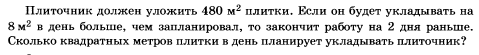 Плиточник должен уложить 480 м² плитки. Если он будет укладывать на
8 м² в день больше, чем запланировал, то закончит работу на 2 дня раньше.
Сколько квадратных метров плитки в день планирует укладывать плиточник?